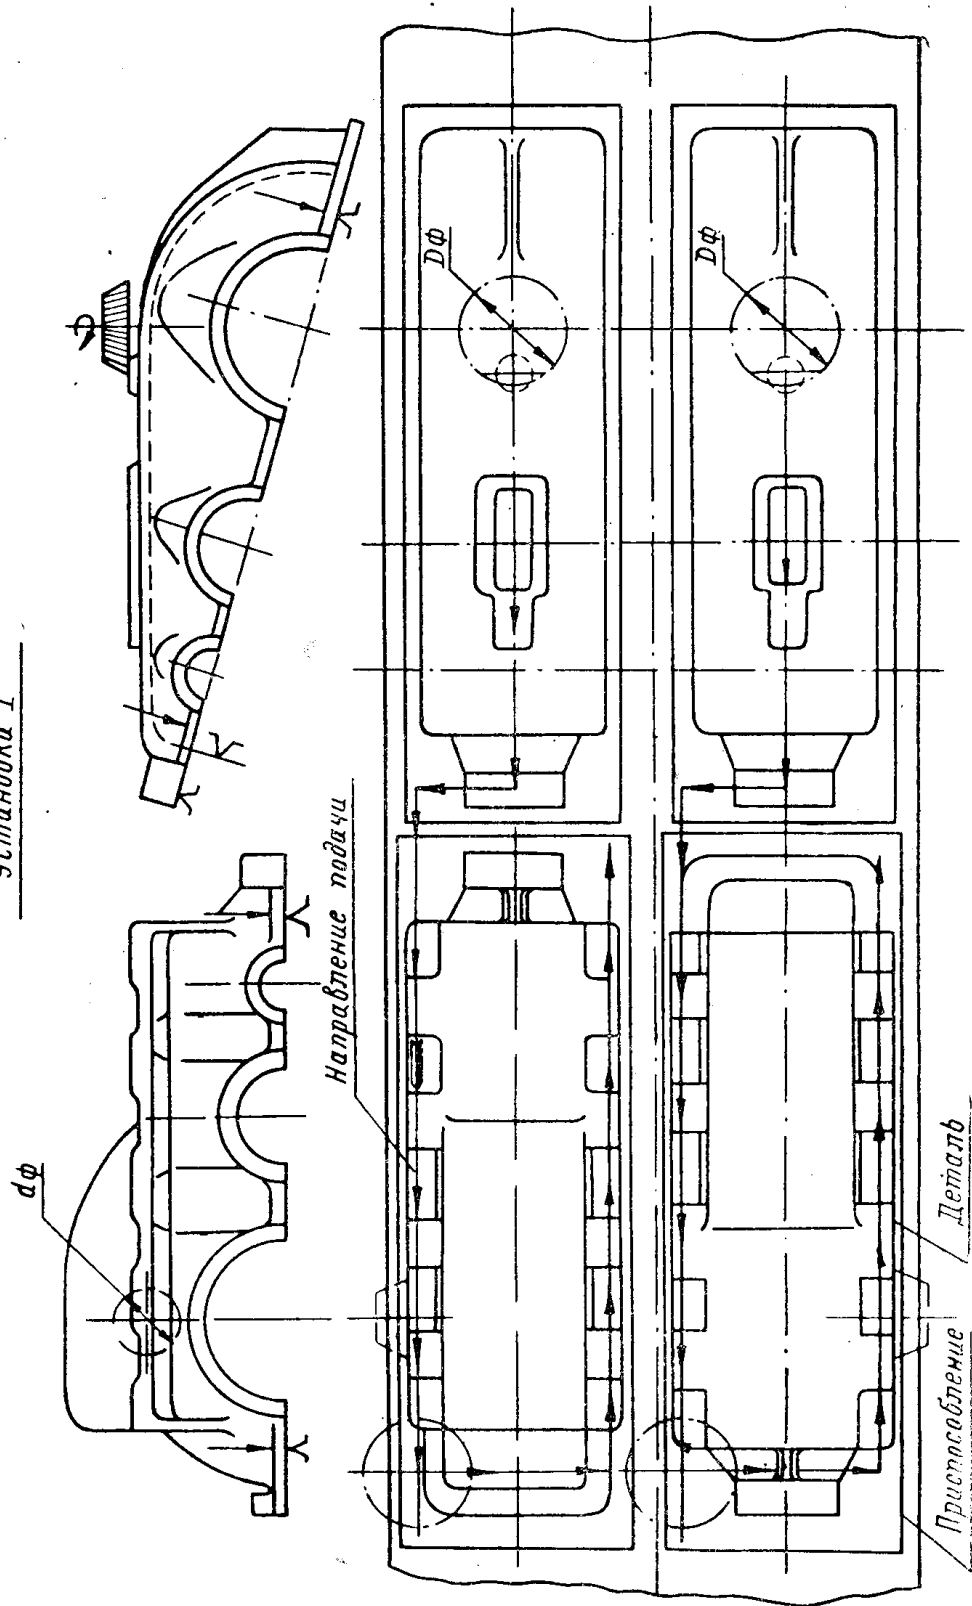 Установка 1
dф
Направление подачи
Dф
Dф
Деталь
Приспособление